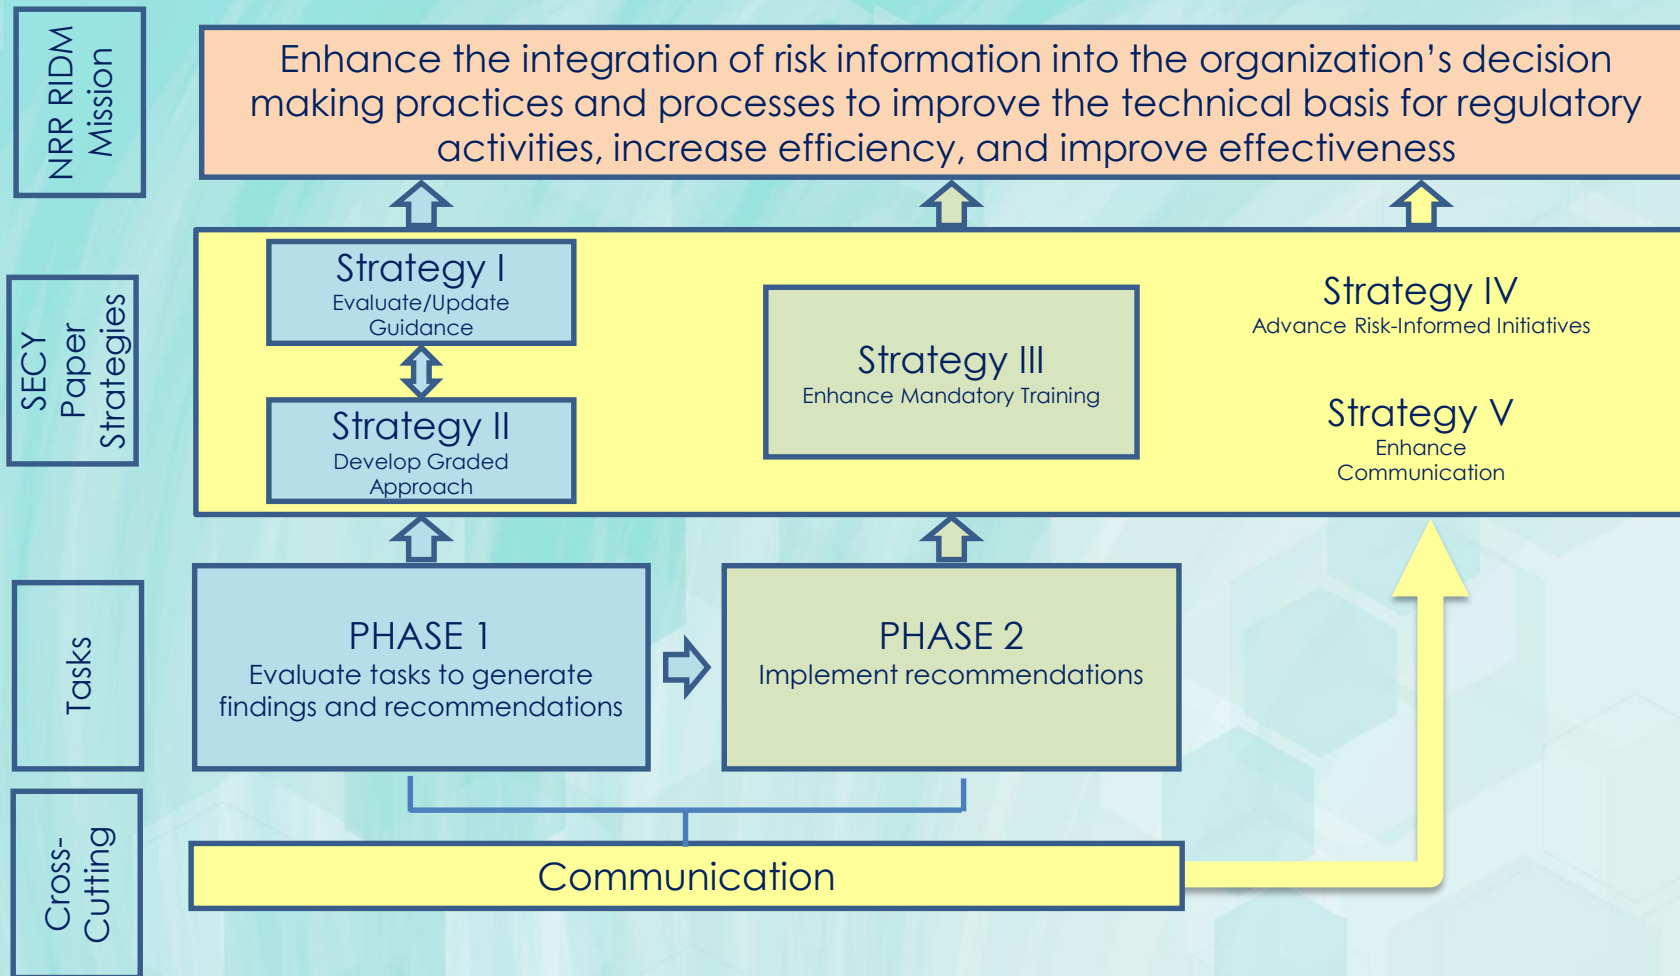 NRR RIDM
Mission
Enhance the integration of risk information into the organization’s decision
making practices and processes to improve the technical basis for regulatory
activities, increase efficiency, and improve effectiveness
SECY
Paper
Strategies
Strategy I
Evaluate/Update
Guidance
Strategy II
Develop Graded
Approach
Strategy III
Enhance Mandatory Training
Strategy IV
Advance Risk-Informed Initiatives
Strategy V
Enhance
Communication
Tasks
PHASE 1
Evaluate tasks to generate
findings and recommendations
PHASE 2
Implement recommendations
Cross-
Cutting
Communication